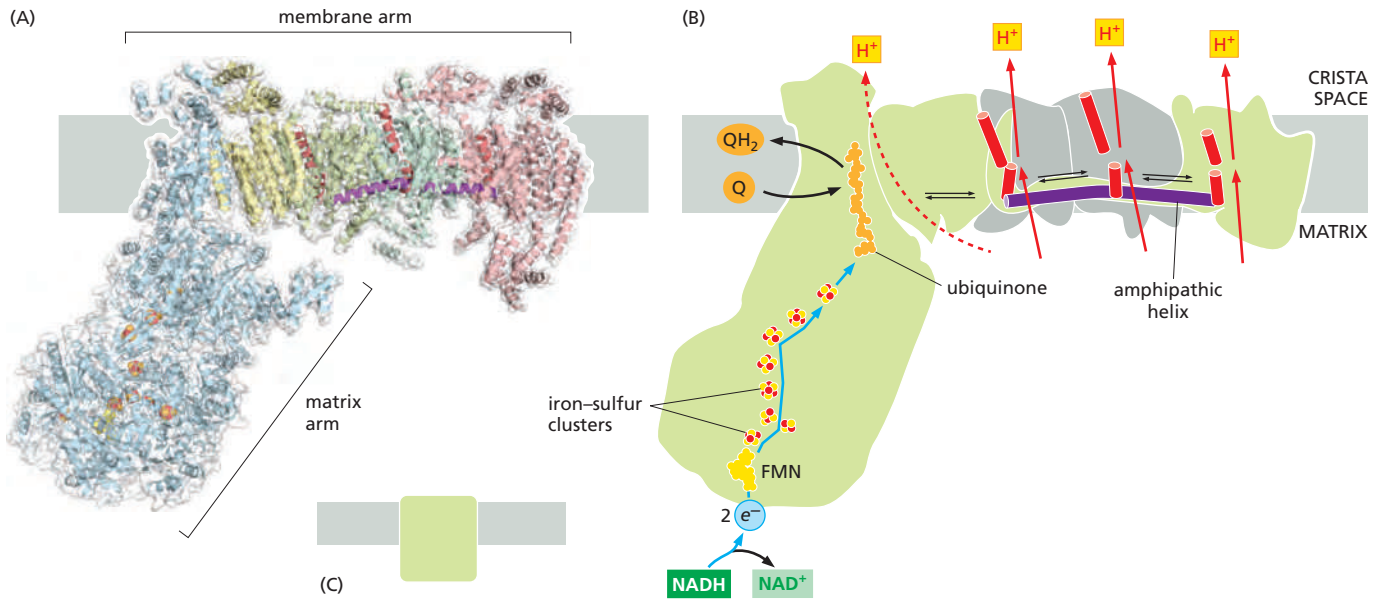 (A)
membrane arm
matrix
arm
(C)
(B)
H+
H+
H+
H+
CRISTA
SPACE
QH2
Q
MATRIX
ubiquinone
amphipathic
helix
iron–sulfur
clusters
FMN
2 e–
NADH
NAD+